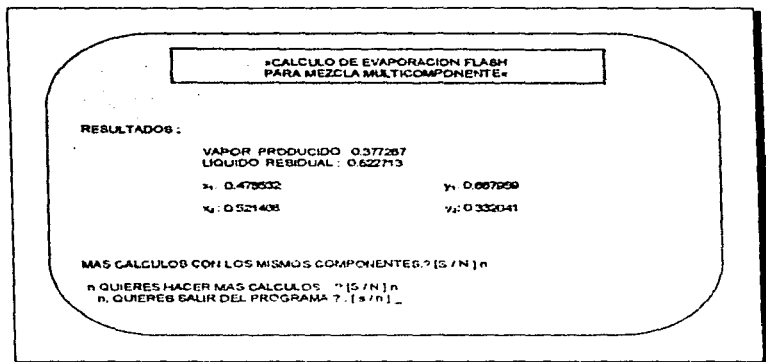 »CALCULO DE EVAPORACION FLASH
PARA MEZCLA MULTICOMPONENTE«
RESULTADOS :
VAPOR PRODUCIDO 0.377287
LIQUIDO RESIDUAL : 0.622713
x₁: 0.478532 y₁: 0.667959
x₂: 0.521468 y₂: 0.332041
MAS CALCULOS CON LOS MISMOS COMPONENTES.? [S / N ] n
n QUIERES HACER MAS CALCULOS ? [S / N ] n
n, QUIERES SALIR DEL PROGRAMA ? . [ s / n ] _